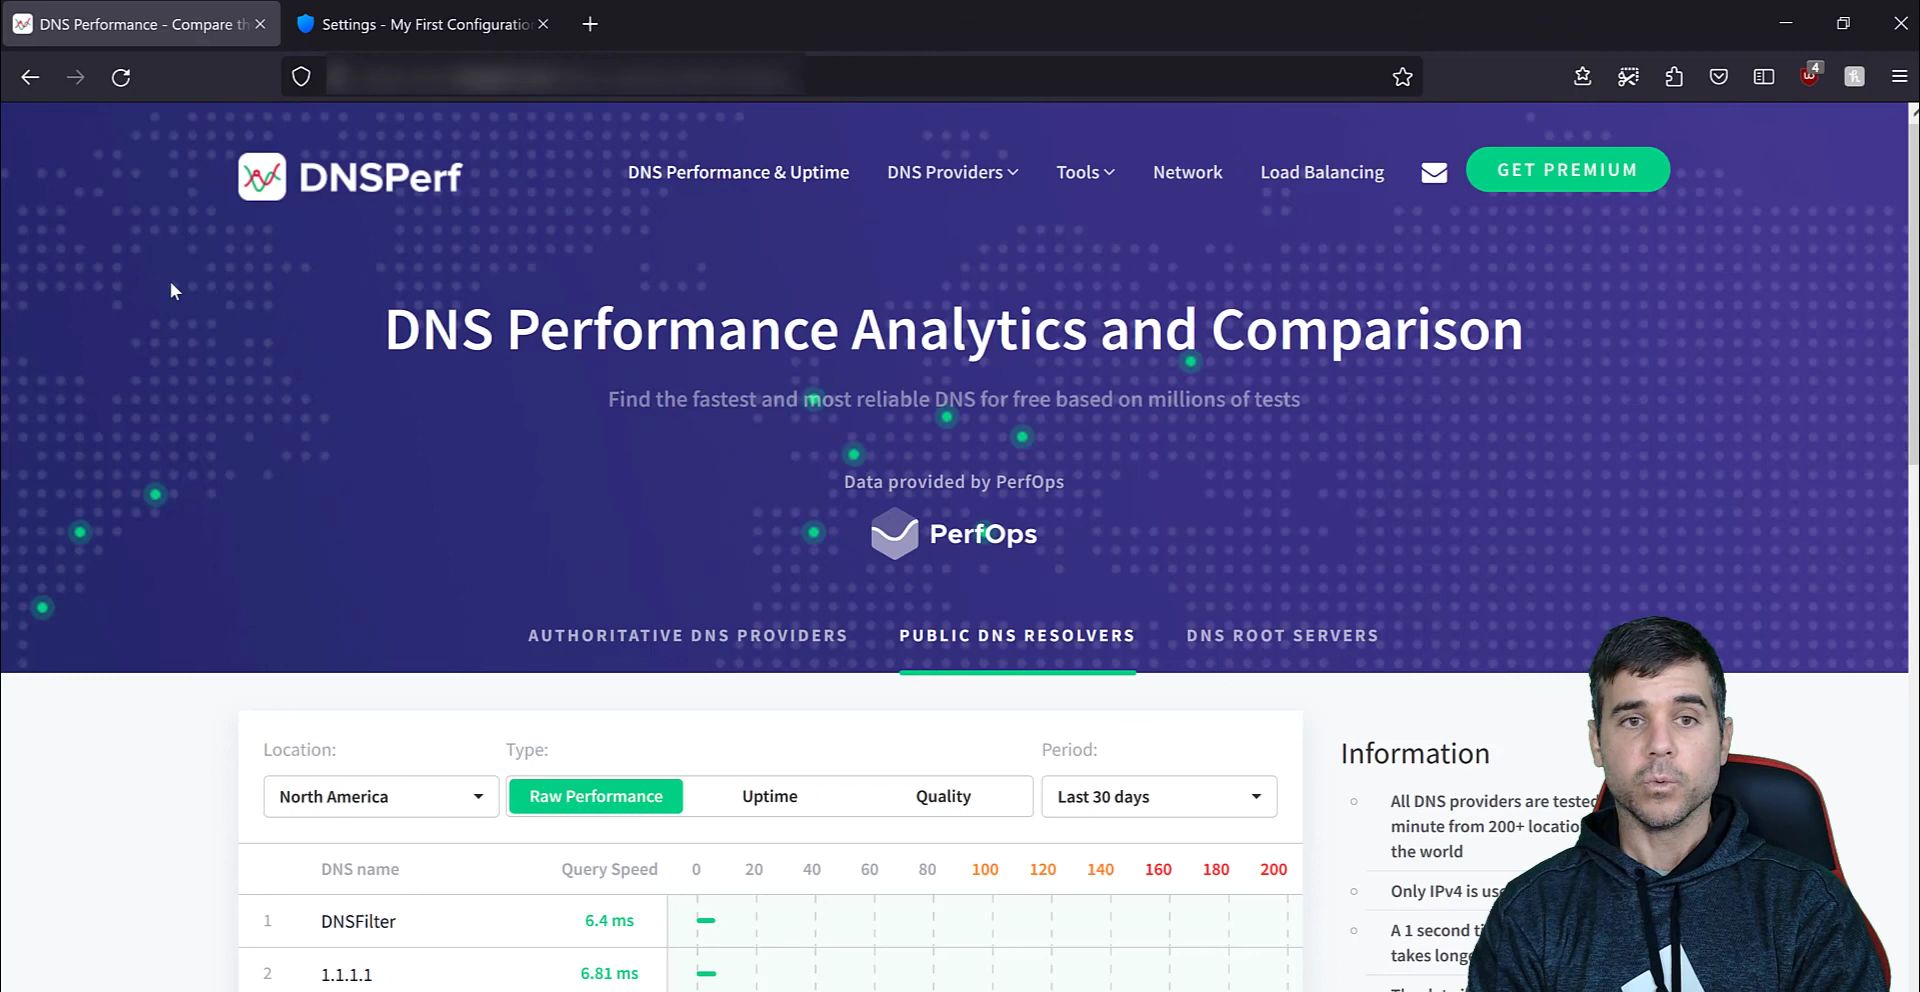 DNS Performance - Compare th
Settings - My First Configuratio
4
DNSPerf
DNS Performance & Uptime
DNS Providers
Tools
Network
Load Balancing
GET PREMIUM
DNS Performance Analytics and Comparison
Find the fastest and most reliable DNS for free based on millions of tests
Data provided by PerfOps
PerfOps
AUTHORITATIVE DNS PROVIDERS
PUBLIC DNS RESOLVERS
DNS ROOT SERVERS
Location:
Type:
Period:
North America
Raw Performance
Uptime
Quality
Last 30 days
DNS name
Query Speed
0 20 40 60 80 100 120 140 160 180 200
1 DNSFilter 6.4 ms
2 1.1.1.1 6.81 ms
Information
All DNS providers are tested
minute from 200+ locatio
the world
Only IPv4 is use
A 1 second ti
takes longe